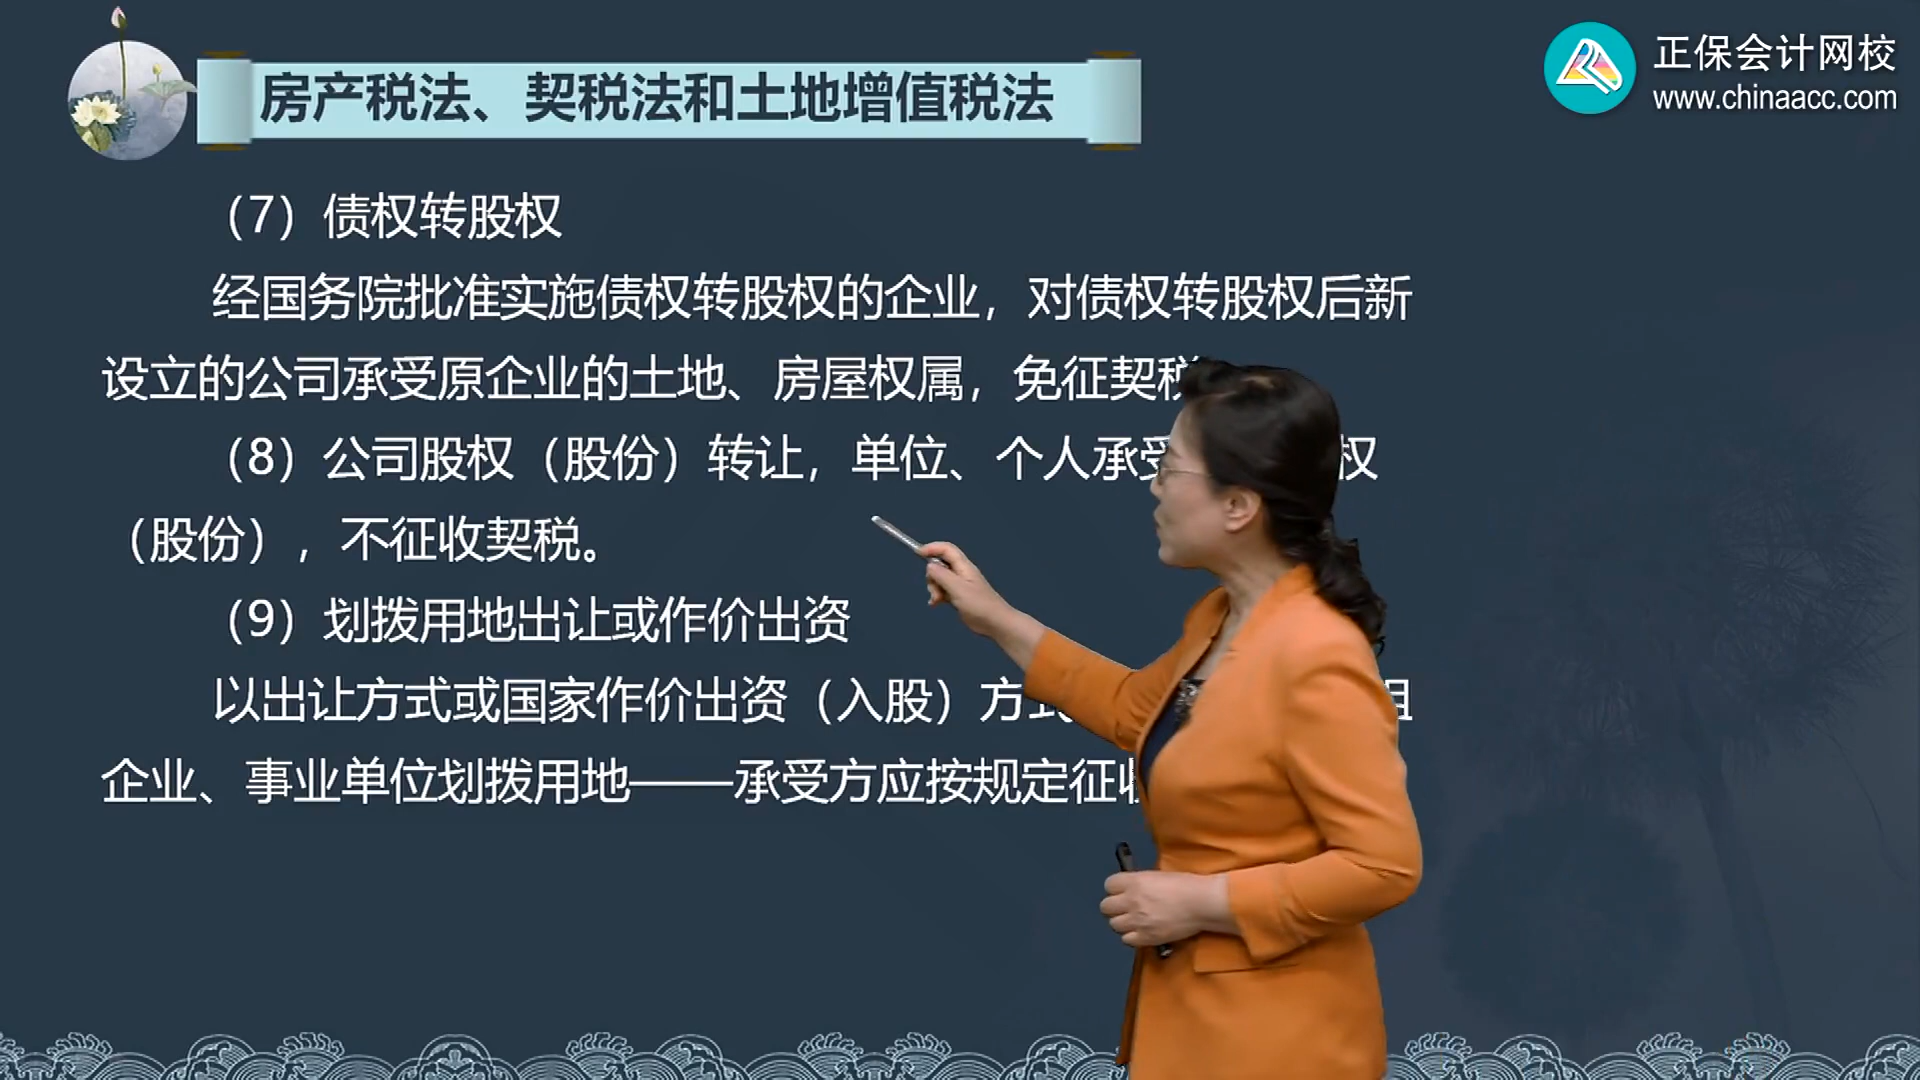 房产税法、契税法和土地增值税法
正保会计网校
www.chinaacc.com
（7）债权转股权
经国务院批准实施债权转股权的企业，对债权转股权后新
设立的公司承受原企业的土地、房屋权属，免征契税
（8）公司股权（股份）转让，单位、个人承受 权
（股份），不征收契税。
（9）划拨用地出让或作价出资
以出让方式或国家作价出资（入股）方式 组
企业、事业单位划拨用地——承受方应按规定征收